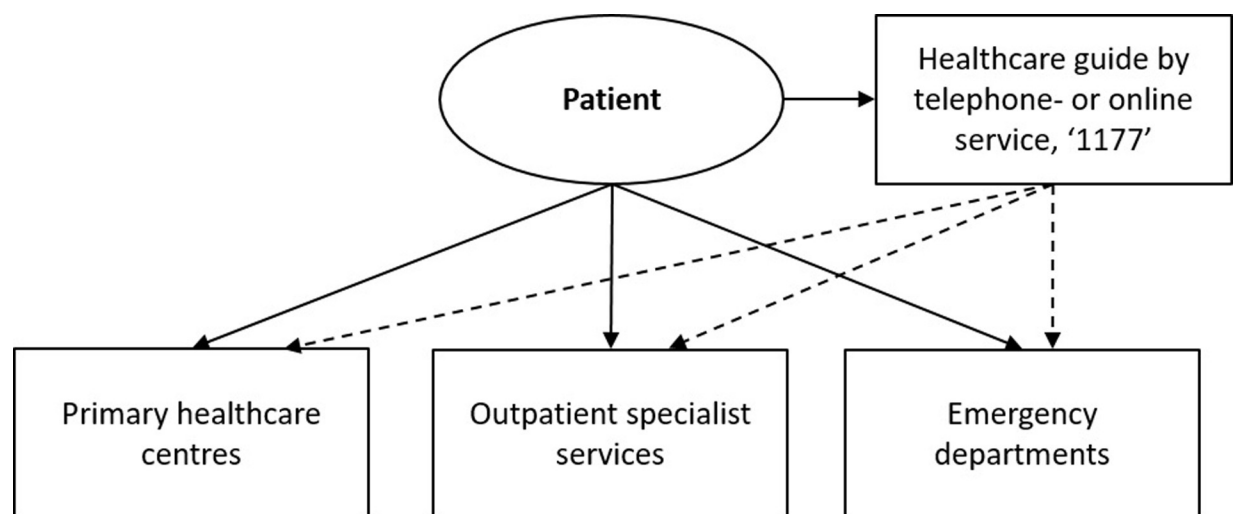 Patient
Healthcare guide by
telephone- or online
service, ‘1177’
Primary healthcare
centres
Outpatient specialist
services
Emergency
departments